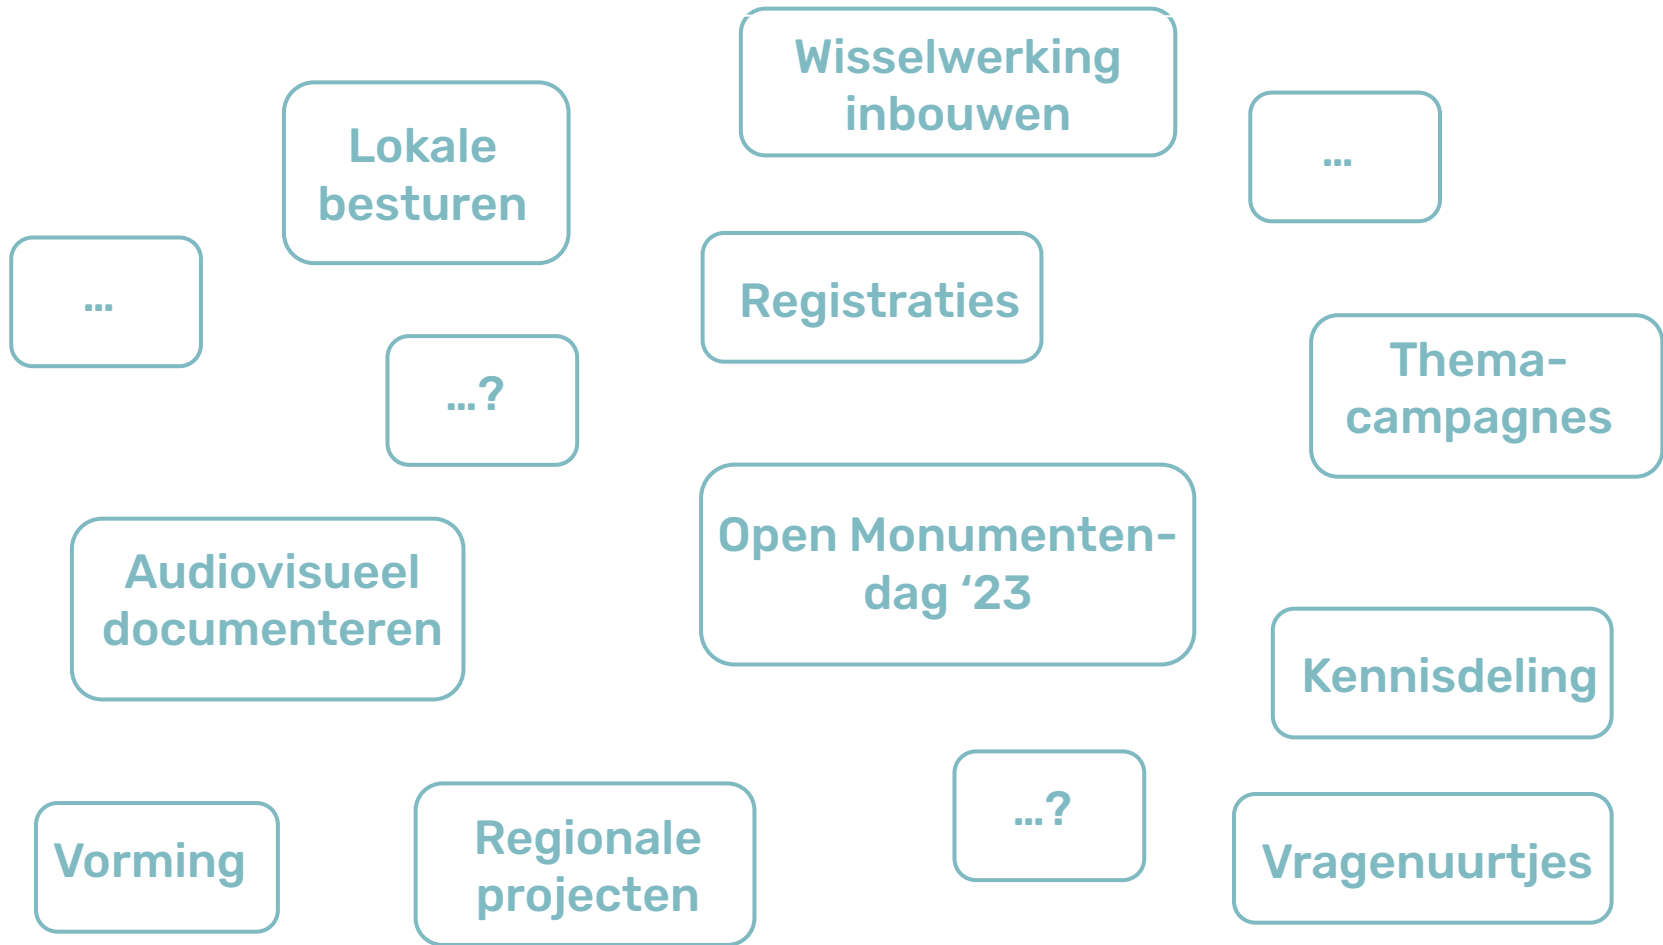 Wisselwerking
inbouwen
Lokale
besturen
...
...
Registraties
...?
Thema-
campagnes
Open Monumenten-
dag ‘23
Audiovisueel
documenteren
Kennisdeling
...?
Vorming
Regionale
projecten
Vragenuurtjes